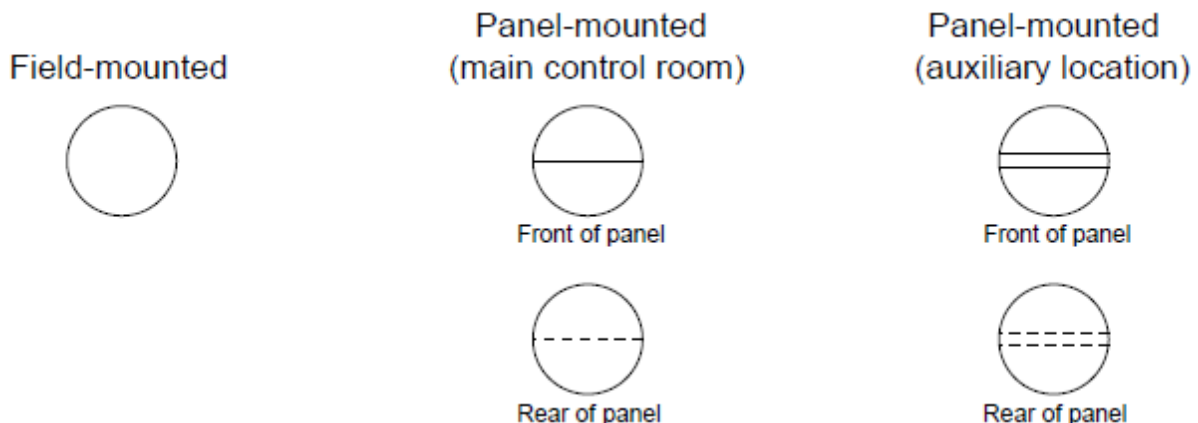 Field-mounted
Panel-mounted
(main control room)
Panel-mounted
(auxiliary location)
Front of panel
Front of panel
Rear of panel
Rear of panel